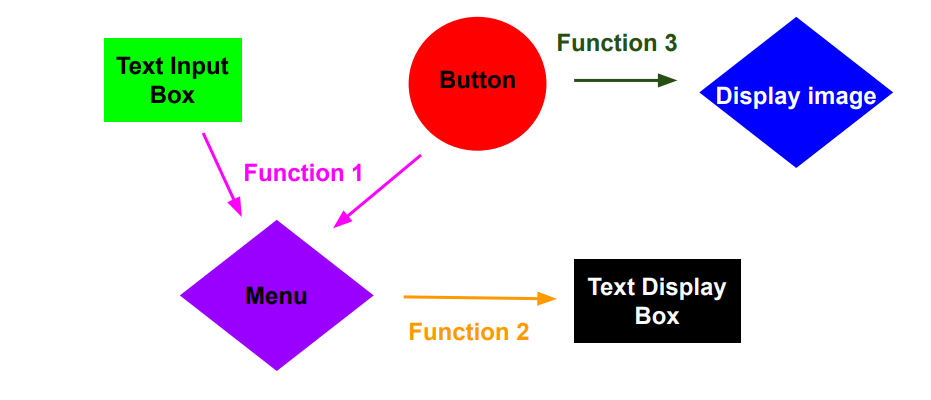 Text Input
Box
Button
Function 3
Display image
Function 1
Menu
Function 2
Text Display
Box